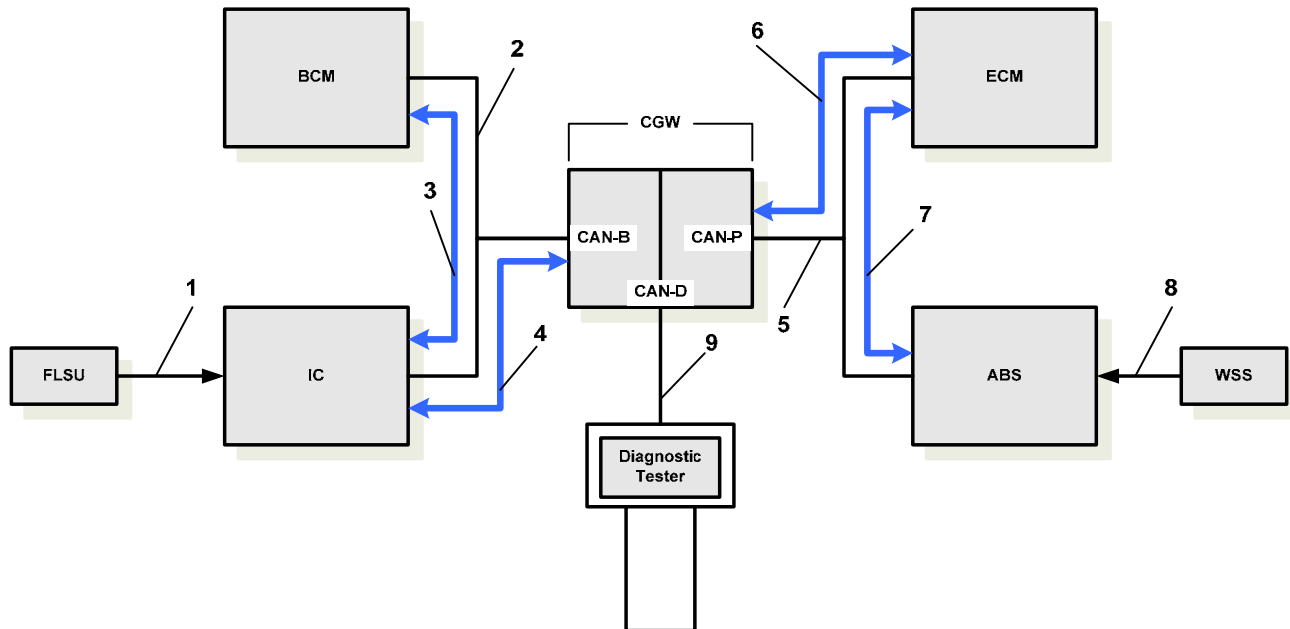 6
2
BCM
ECM
CGW
3
7
CAN-B
CAN-P
CAN-D
1
4
5
8
9
FLSU
IC
ABS
WSS
Diagnostic
Tester